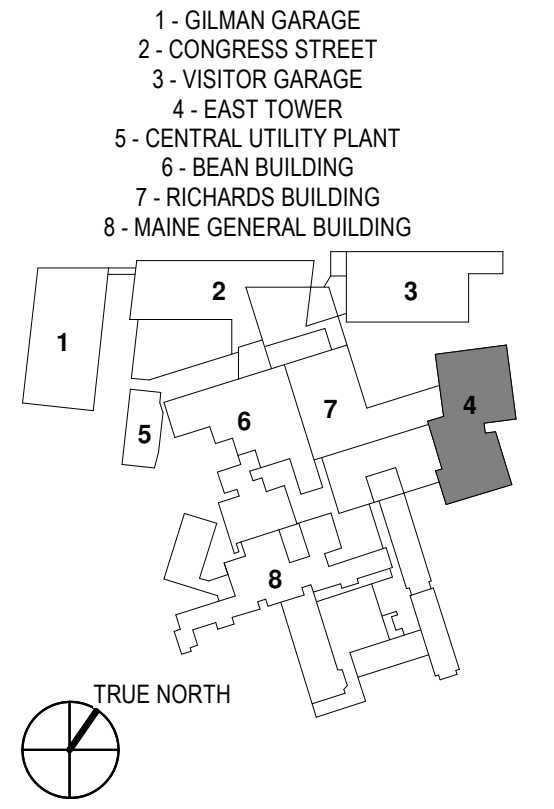 1 - GILMAN GARAGE
2 - CONGRESS STREET
3 - VISITOR GARAGE
4 - EAST TOWER
5 - CENTRAL UTILITY PLANT
6 - BEAN BUILDING
7 - RICHARDS BUILDING
8 - MAINE GENERAL BUILDING
2
3
1
4
7
6
5
8
TRUE NORTH